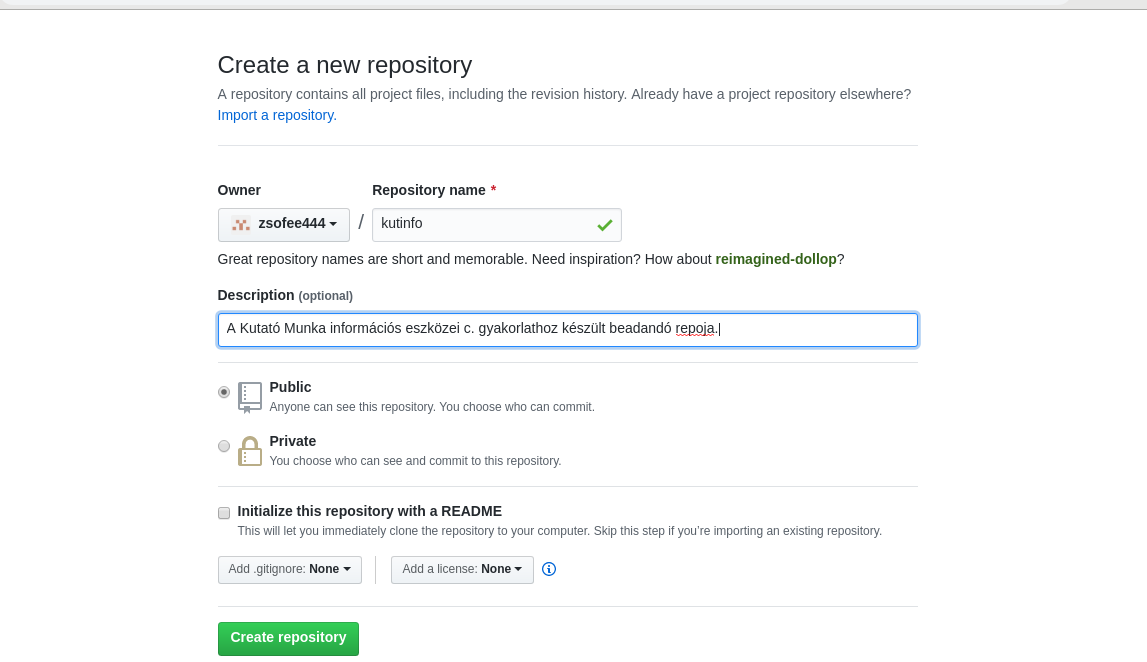 Create a new repository
A repository contains all project files, including the revision history. Already have a project repository elsewhere?
Import a repository.
Owner
Repository name *
zsofee444
/
kutinfo
Great repository names are short and memorable. Need inspiration? How about reimagined-dollop?
Description (optional)
A Kutató Munka információs eszközei c. gyakorlathoz készült beadandó repoja.
Public
Anyone can see this repository. You choose who can commit.
Private
You choose who can see and commit to this repository.
Initialize this repository with a README
This will let you immediately clone the repository to your computer. Skip this step if you’re importing an existing repository.
Add .gitignore: None
Add a license: None
Create repository